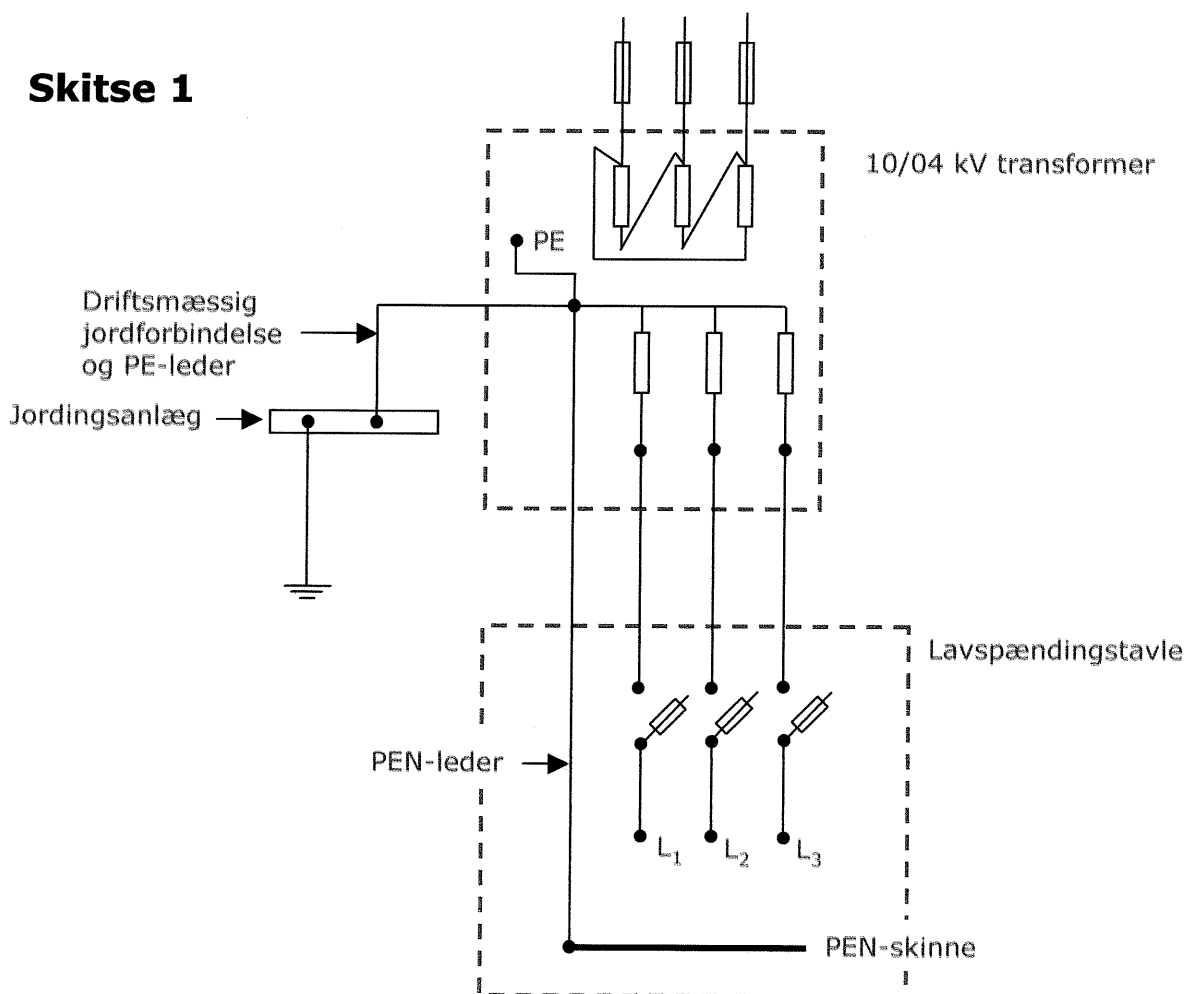 Skitse 1
10/04 kV transformer
PE
Driftsmæssig
jordforbindelse
og PE-leder
Jordingsanlæg
Lavspændingstavle
PEN-leder
L1 L2 L3
PEN-skinne